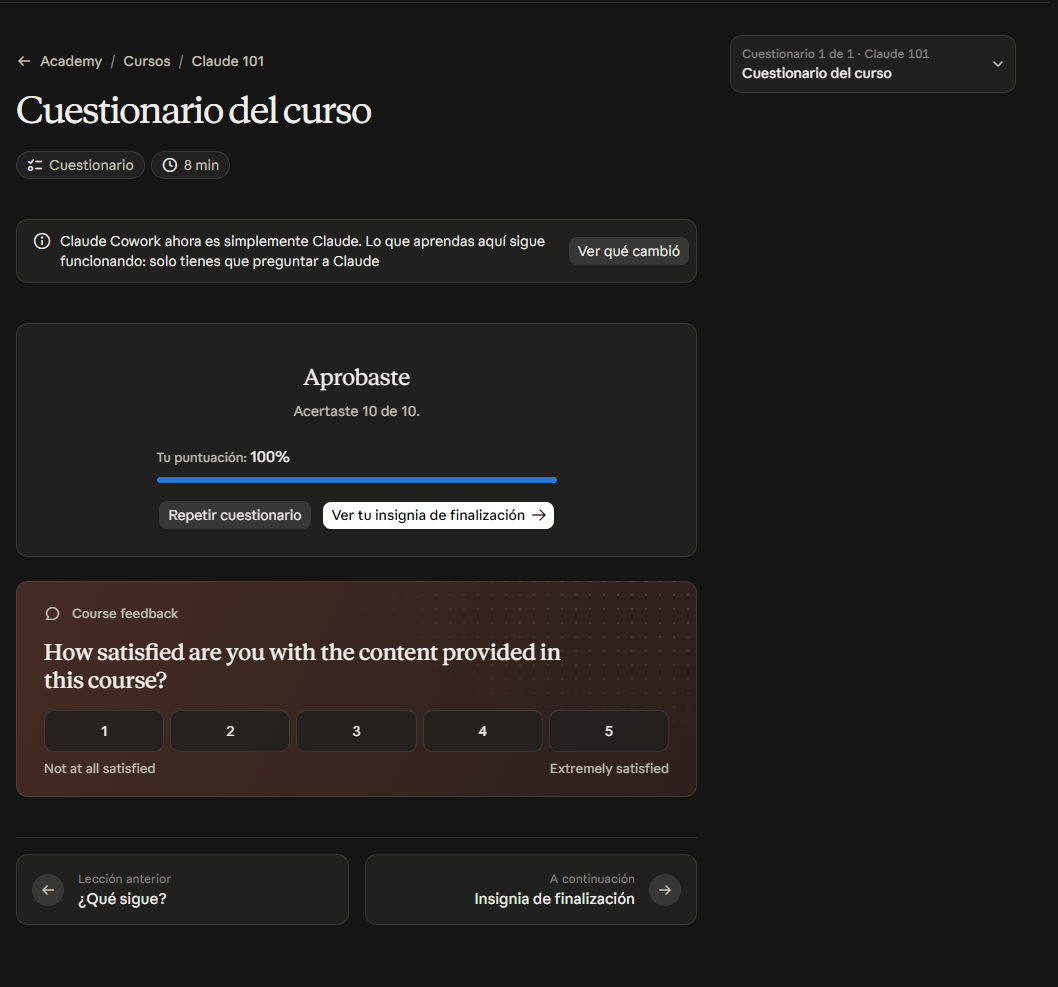 Academy / Cursos / Claude 101
Cuestionario 1 de 1 · Claude 101
Cuestionario del curso
Cuestionario del curso
Cuestionario
8 min
Claude Cowork ahora es simplemente Claude. Lo que aprendas aquí sigue
funcionando: solo tienes que preguntar a Claude
Ver qué cambió
Aprobaste
Acertaste 10 de 10.
Tu puntuación: 100%
Repetir cuestionario
Ver tu insignia de finalización
Course feedback
How satisfied are you with the content provided in
this course?
1
2
3
4
5
Not at all satisfied
Extremely satisfied
Lección anterior
¿Qué sigue?
A continuación
Insignia de finalización